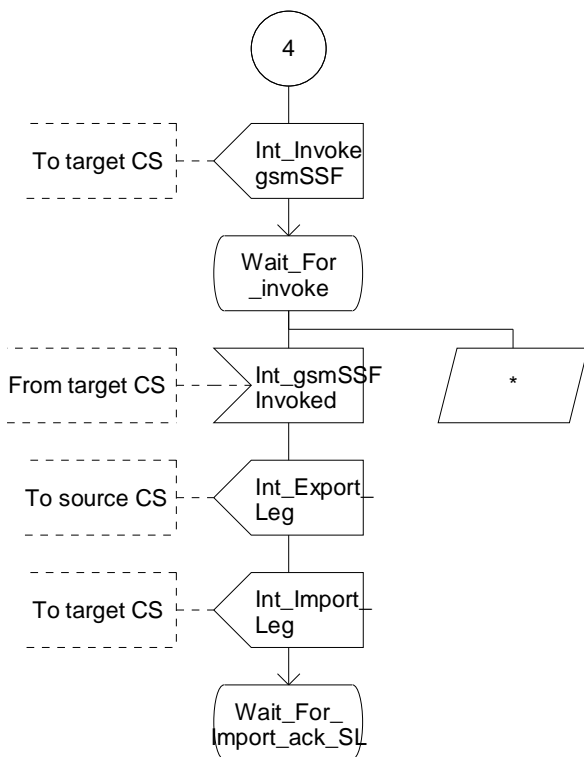 4
To target CS
Int_Invoke
gsmSSF
Wait_For
_invoke
From target CS
Int_gsmSSF
Invoked
*
To source CS
Int_Export_
Leg
To target CS
Int_Import_
Leg
Wait_For_
Import_ack_SL